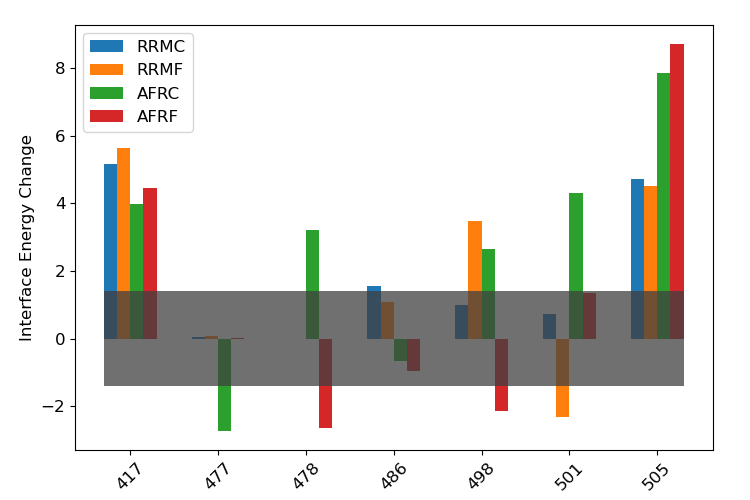 RRMC
RRMF
AFRC
AFRF
Interface Energy Change
8
6
4
2
0
−2
417 477 478 486 498 501 505